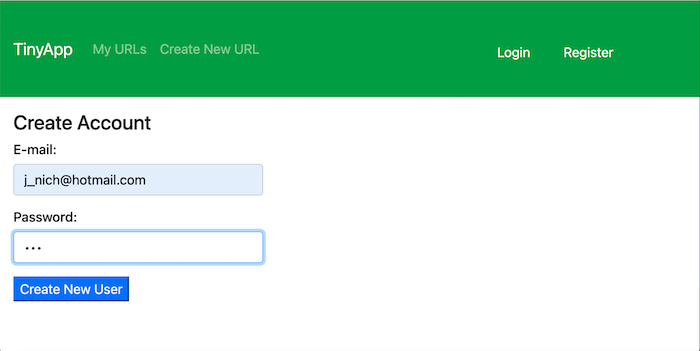 TinyApp My URLs Create New URL Login Register
Create Account
E-mail:
j_nich@hotmail.com
Password:
•••
Create New User